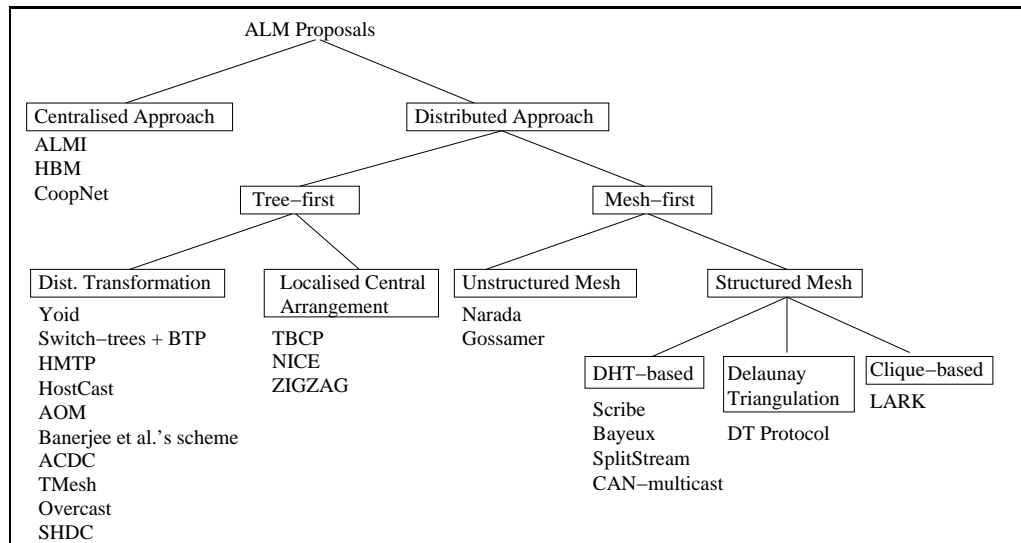 ALM Proposals
Centralised Approach
ALMI
HBM
CoopNet
Distributed Approach
Tree−first
Mesh−first
Dist. Transformation
Yoid
Switch−trees + BTP
HMTP
HostCast
AOM
Banerjee et al.'s scheme
ACDC
TMesh
Overcast
SHDC
Localised Central
Arrangement
TBCP
NICE
ZIGZAG
Unstructured Mesh
Narada
Gossamer
Structured Mesh
DHT−based
Scribe
Bayeux
SplitStream
CAN−multicast
Delaunay
Triangulation
DT Protocol
Clique−based
LARK